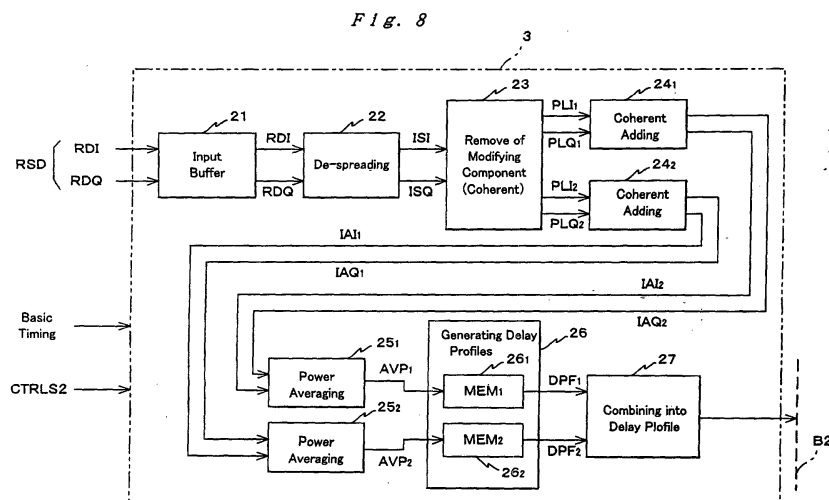 Fig. 8
3
21
22
23
24₁
RSD
RDI
RDQ
Input
Buffer
RDI
RDQ
De-spreading
ISI
ISQ
Remove of
Modifying
Component
(Coherent)
PLI₁
PLQ₁
Coherent
Adding
24₂
PLI₂
PLQ₂
Coherent
Adding
IAI₁
IAQ₁
IAI₂
IAQ₂
Basic
Timing
CTRLS2
25₁
Power
Averaging
AVP₁
25₂
Power
Averaging
AVP₂
Generating Delay
Profiles
26
26₁
MEM₁
MEM₂
26₂
DPF₁
DPF₂
27
Combining into
Delay Plofile
B2